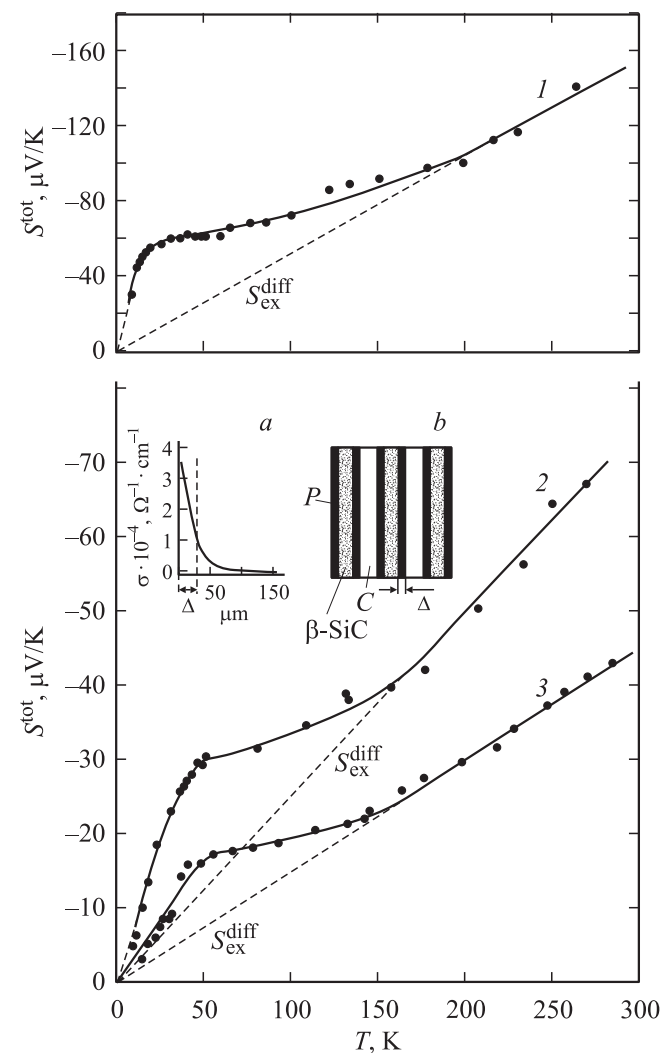 –160
–120
–80
–40
0
S^tot, μV/K
1
S_ex^diff
–70
–60
–50
–40
–30
–20
–10
0
S^tot, μV/K
a
4
3
2
1
0
σ·10^–4, Ω^–1·cm^–1
50
150
Δ
μm
b
P
C
Δ
β-SiC
2
3
S_ex^diff
S_ex^diff
0
50
100
150
200
250
300
T, K